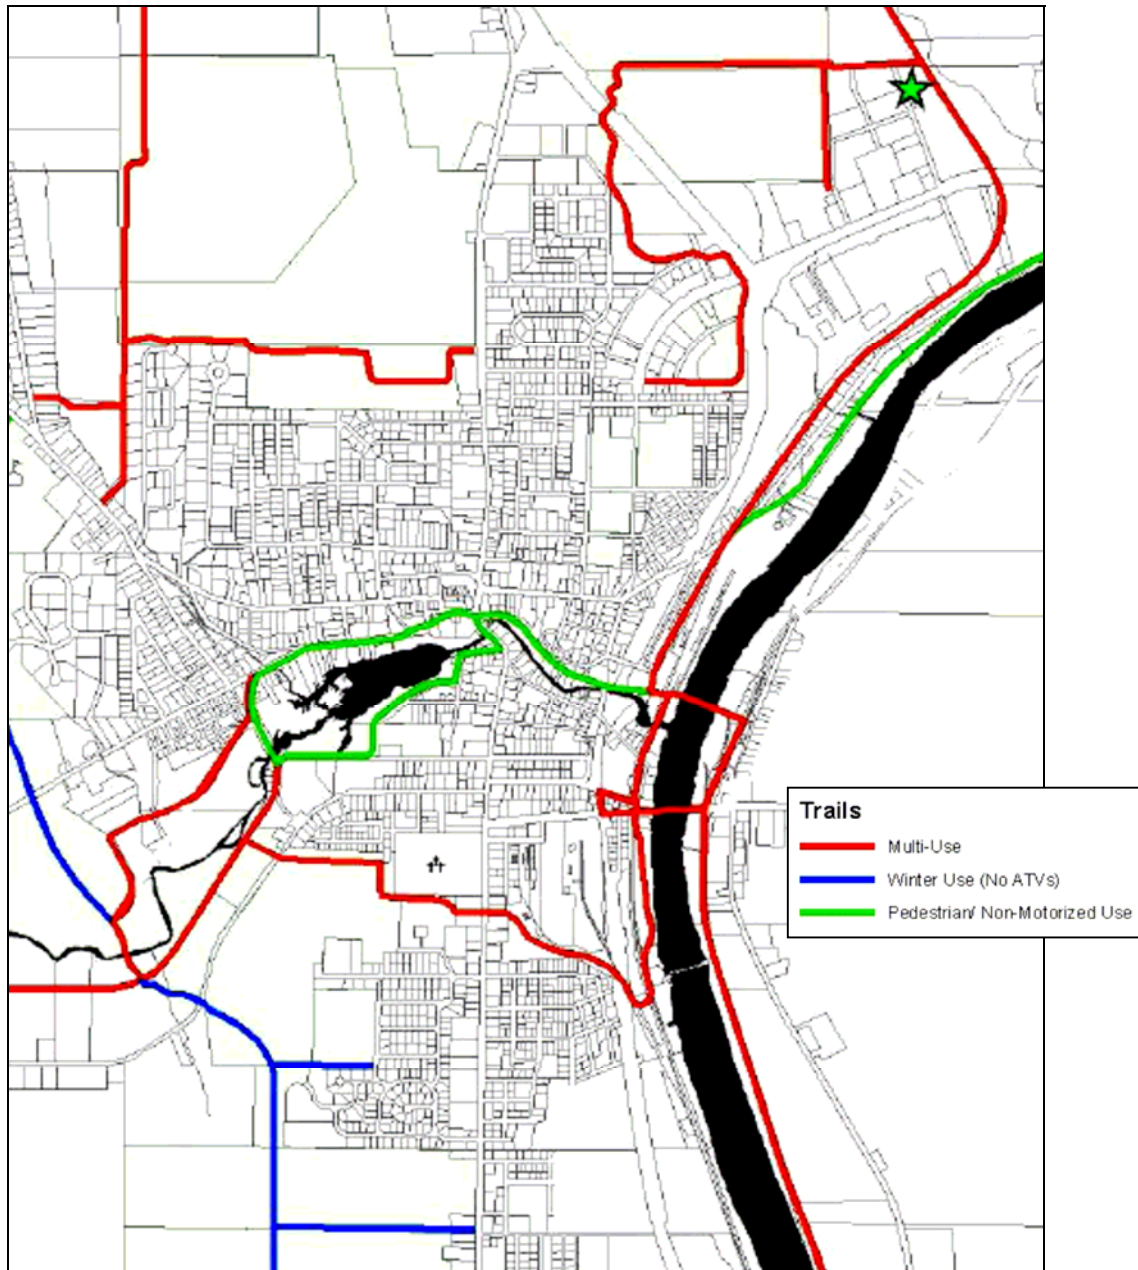 Trails
Multi-Use
Winter Use (No ATVs)
Pedestrian/ Non-Motorized Use